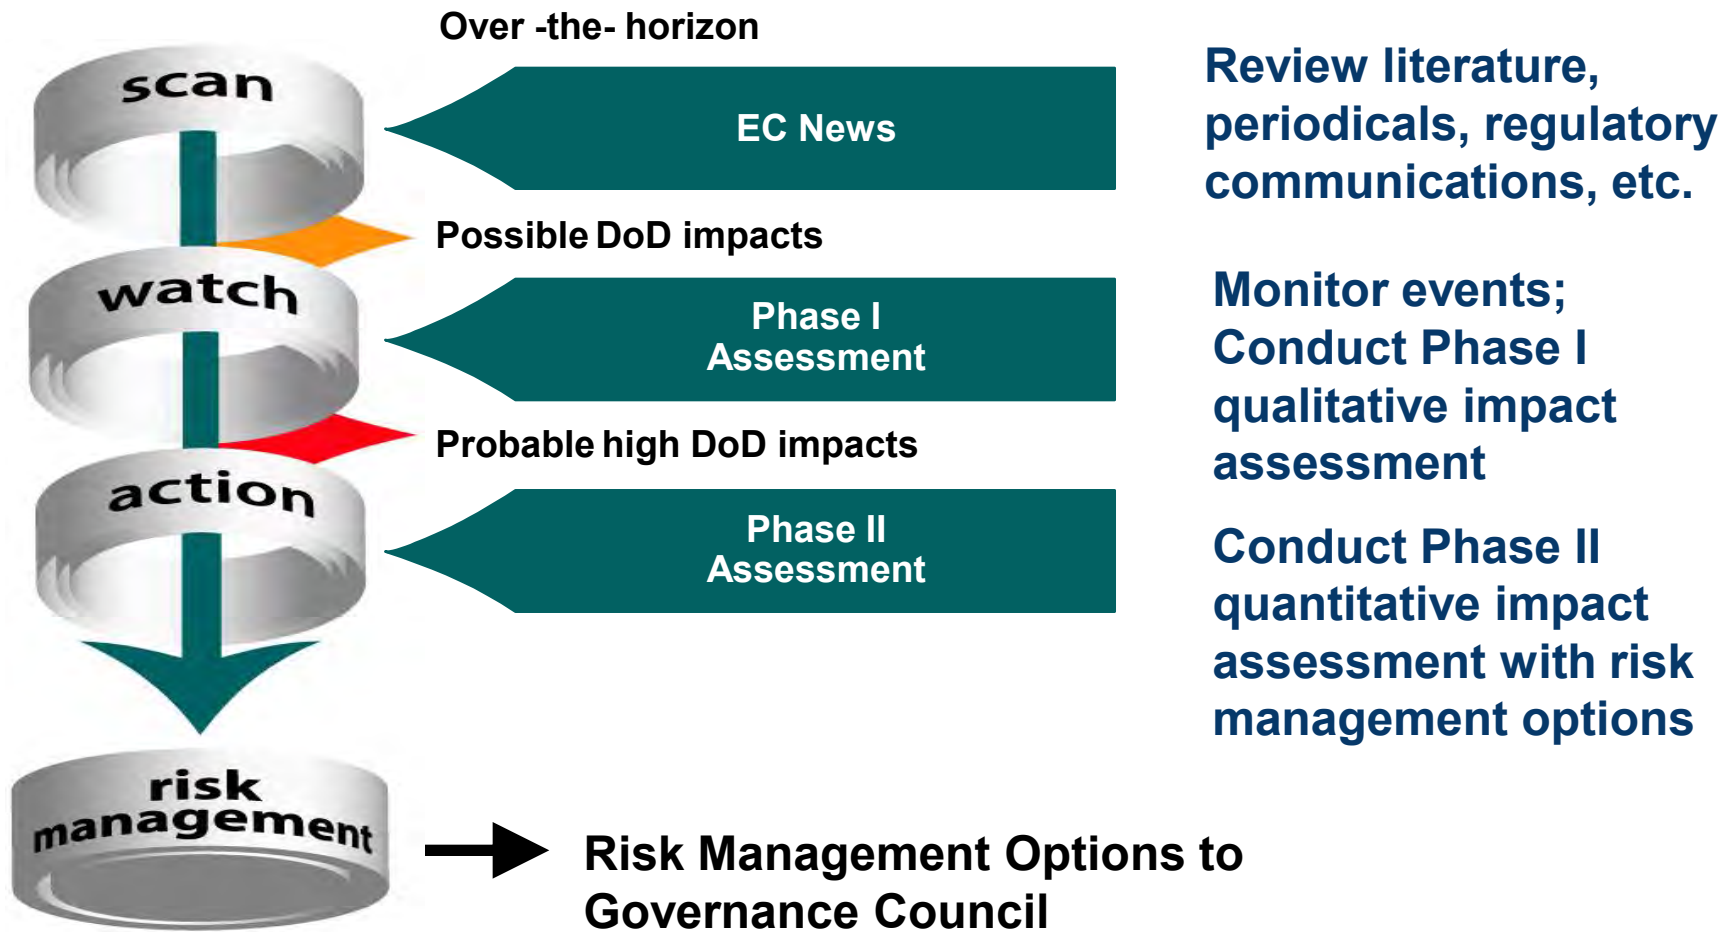 Over -the- horizon
scan
EC News
Review literature,
periodicals, regulatory
communications, etc.
Possible DoD impacts
watch
Phase I
Assessment
Monitor events;
Conduct Phase I
qualitative impact
assessment
Probable high DoD impacts
action
Phase II
Assessment
Conduct Phase II
quantitative impact
assessment with risk
management options
risk
management
Risk Management Options to
Governance Council